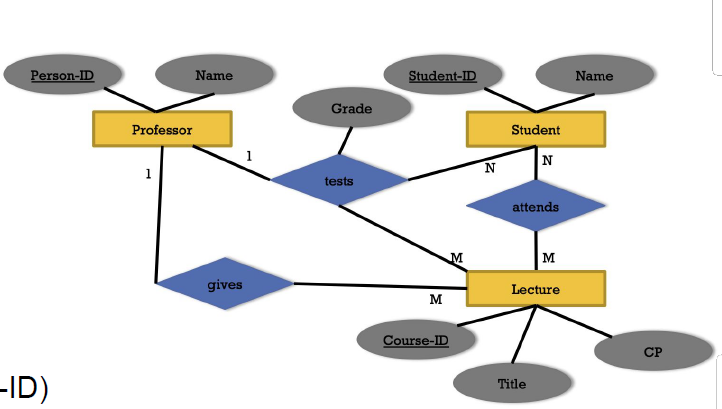 Person-ID
Name
Student-ID
Name
Grade
Professor
Student
1
1
tests
N
N
attends
M
gives
M
M
Lecture
Course-ID
CP
Title
-ID)